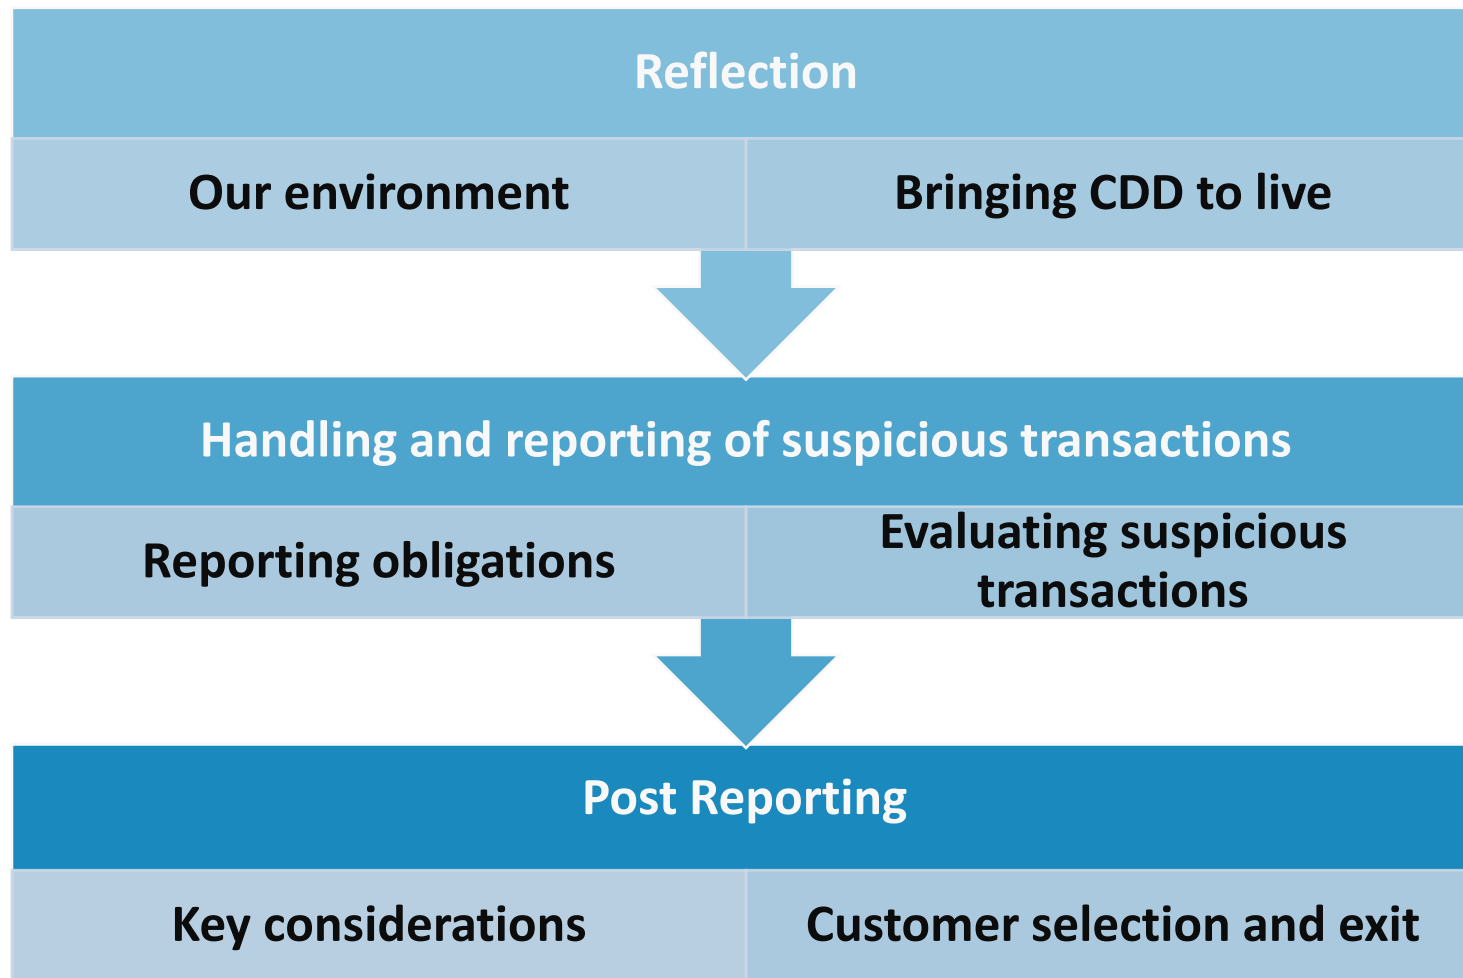 Reflection
Our environment
Bringing CDD to live
Handling and reporting of suspicious transactions
Reporting obligations
Evaluating suspicious
transactions
Post Reporting
Key considerations
Customer selection and exit